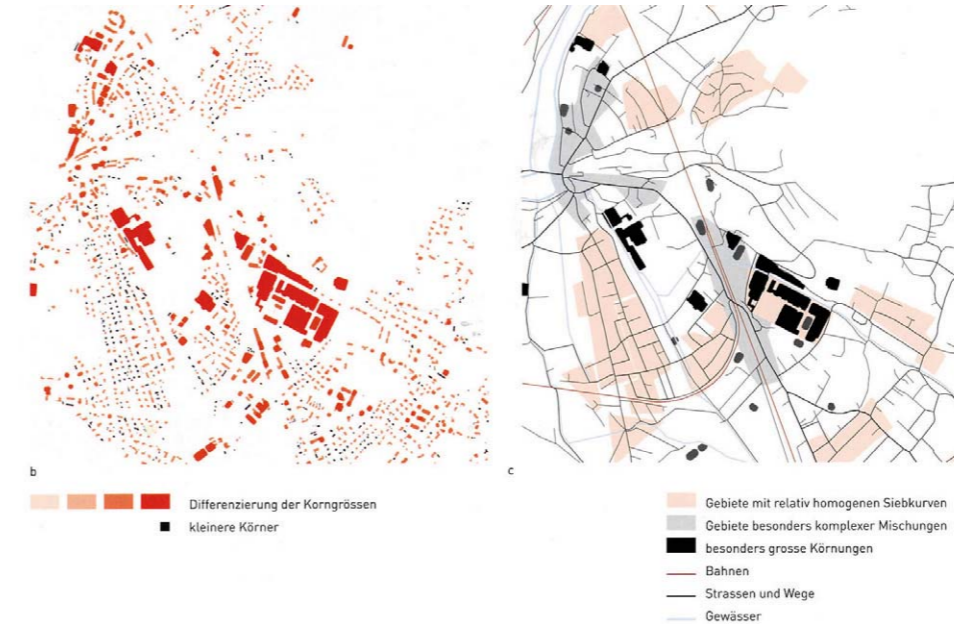 b
Differenzierung der Korngrössen
kleinere Körner
c
Gebiete mit relativ homogenen Siebkurven
Gebiete besonders komplexer Mischungen
besonders grosse Körnungen
Bahnen
Strassen und Wege
Gewässer